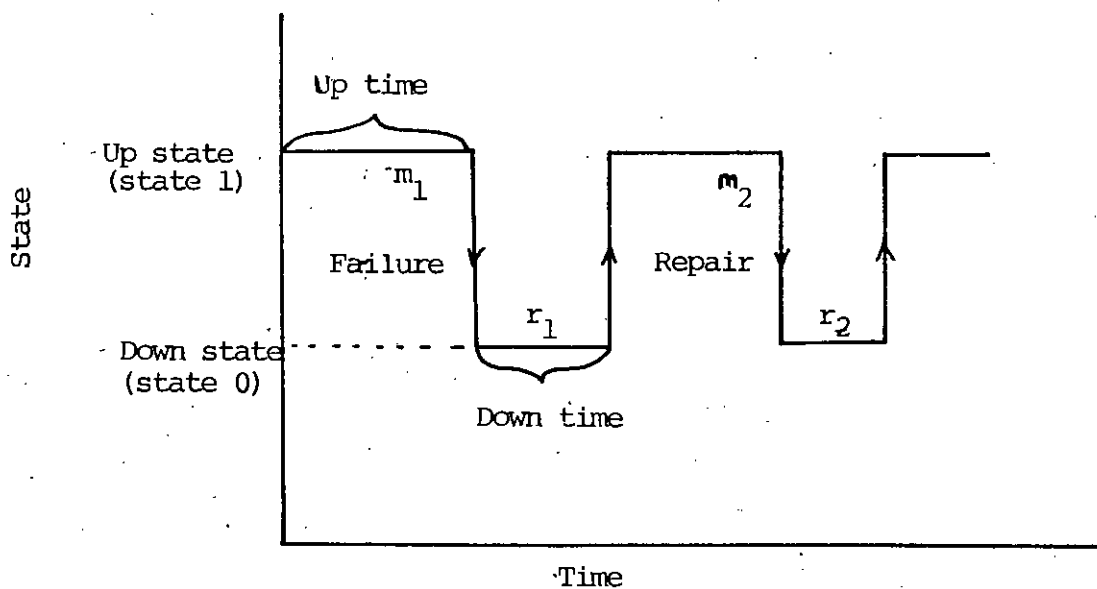 Up time
Up state
(state 1)
m1
m2
State
Failure
Repair
r1
r2
Down state
(state 0)
Down time
Time